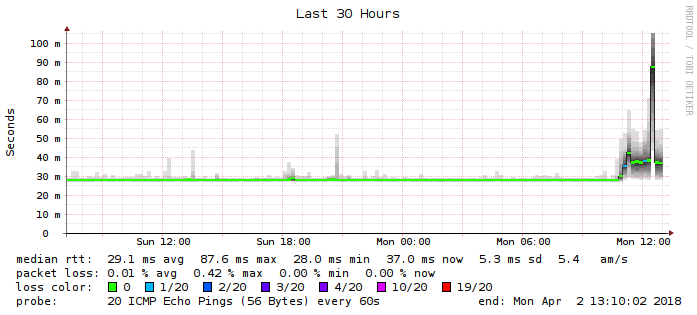 Last 30 Hours
RRDTOOL / TOBI OETIKER
Seconds
100 m
90 m
80 m
70 m
60 m
50 m
40 m
30 m
20 m
10 m
0
Sun 12:00 Sun 18:00 Mon 00:00 Mon 06:00 Mon 12:00
median rtt: 29.1 ms avg 87.6 ms max 28.0 ms min 37.0 ms now 5.3 ms sd 5.4 am/s
packet loss: 0.01 % avg 0.42 % max 0.00 % min 0.00 % now
loss color: 0 1/20 2/20 3/20 4/20 10/20 19/20
probe: 20 ICMP Echo Pings (56 Bytes) every 60s end: Mon Apr 2 13:10:02 2018